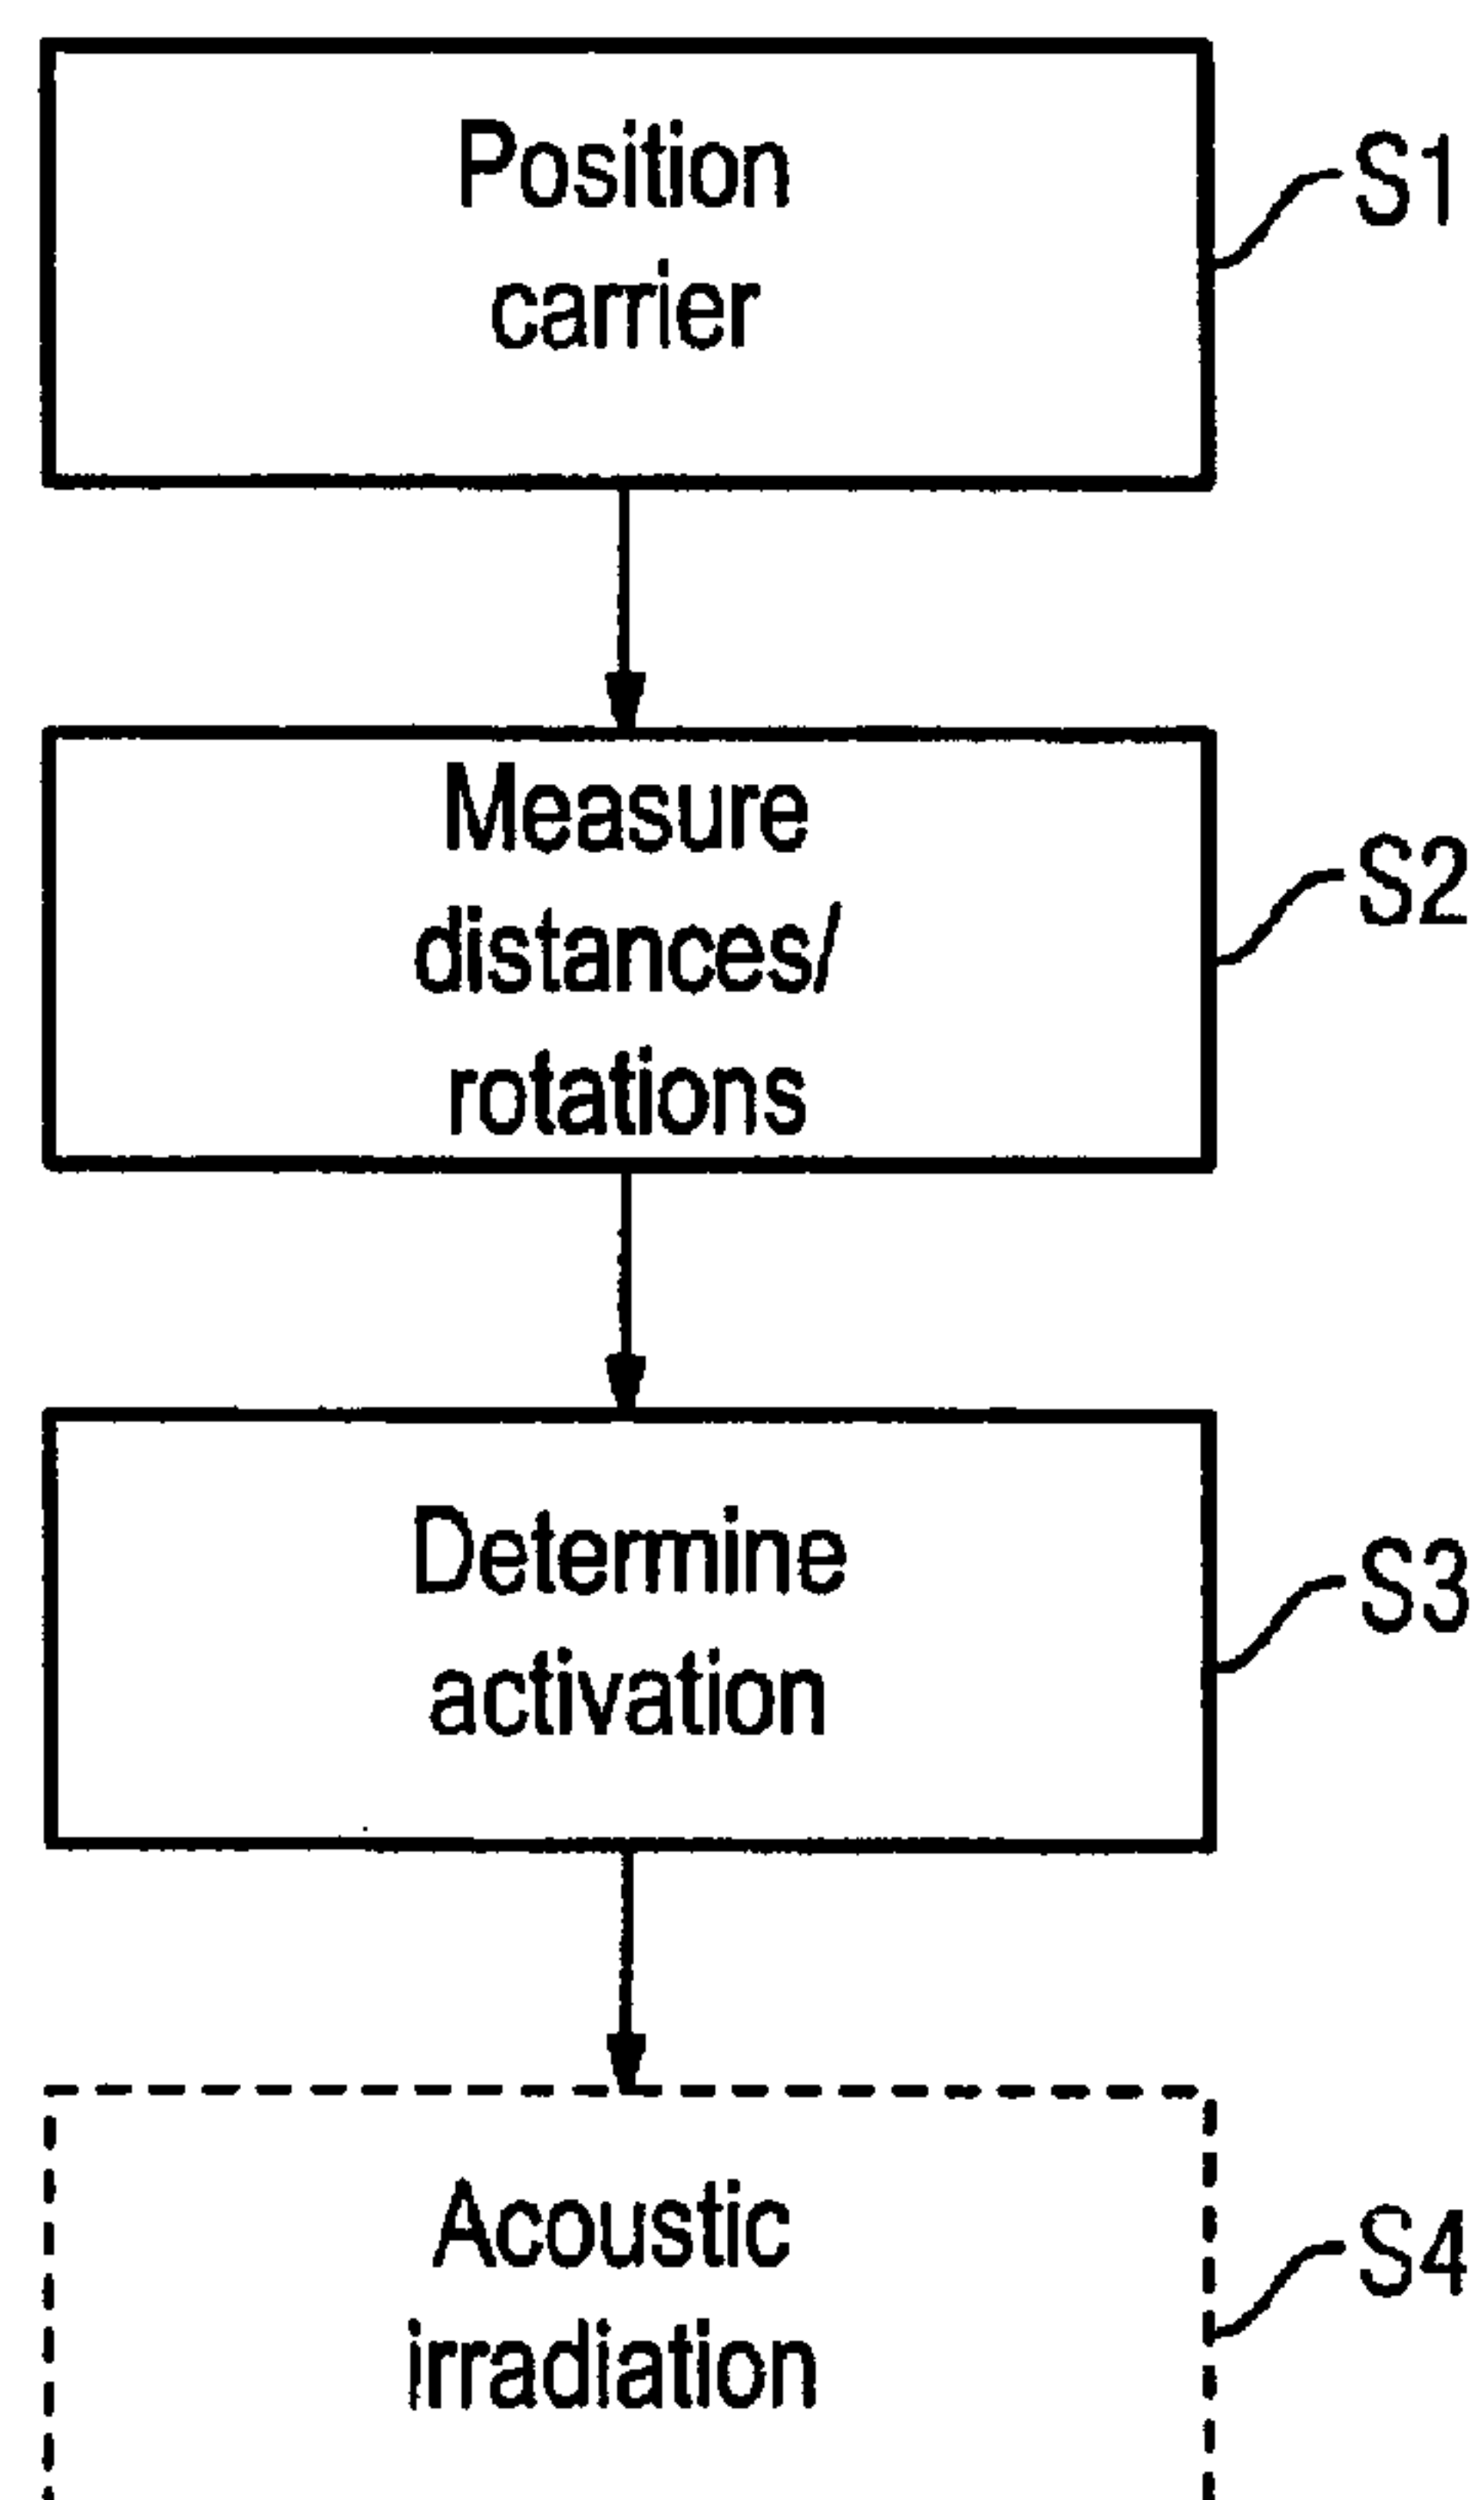 Position
carrier
S1
Measure
distances/
rotations
S2
Determine
activation
S3
Acoustic
irradiation
S4